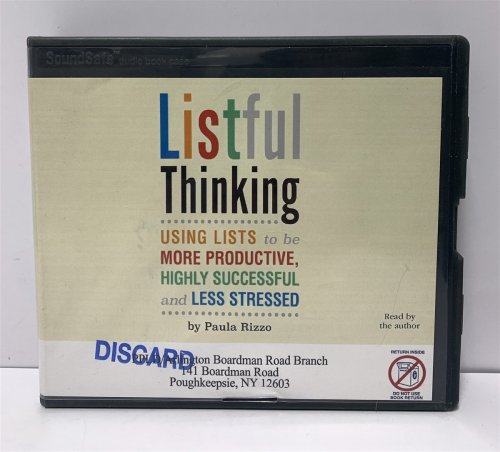 SoundSafe™ audio book case
Listful
Thinking
USING LISTS to be
MORE PRODUCTIVE,
HIGHLY SUCCESSFUL
and LESS STRESSED
by Paula Rizzo
Read by
the author
DISCARD
Arlington Boardman Road Branch
141 Boardman Road
Poughkeepsie, NY 12603
RETURN INSIDE
DO NOT USE
BOOK RETURN